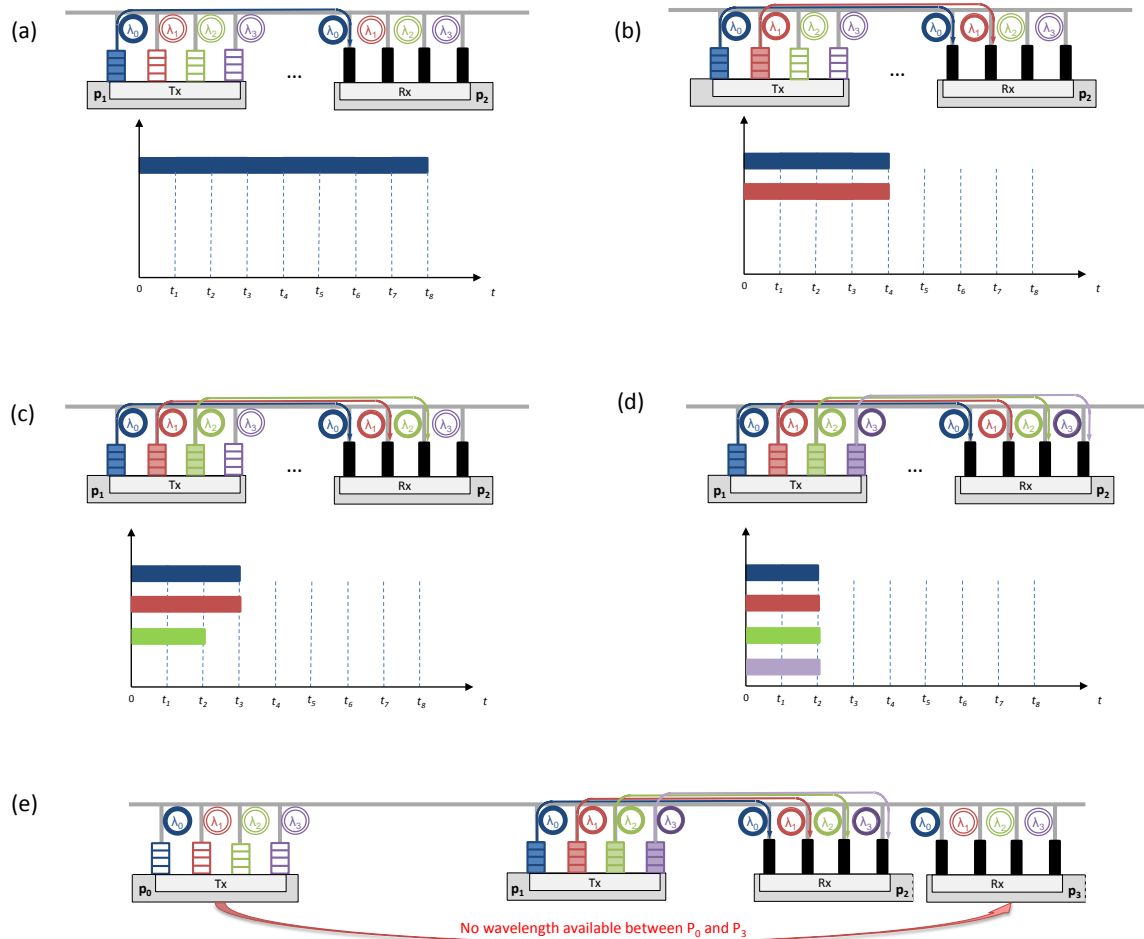 (a)
λ0 λ1 λ2 λ3 λ0 λ1 λ2 λ3
...
p1 Tx Rx p2
0 t1 t2 t3 t4 t5 t6 t7 t8 t
(b)
λ0 λ1 λ2 λ3 λ0 λ1 λ2 λ3
...
Tx Rx p2
0 t1 t2 t3 t4 t5 t6 t7 t8 t
(c)
λ0 λ1 λ2 λ3 λ0 λ1 λ2 λ3
...
p1 Tx Rx p2
0 t1 t2 t3 t4 t5 t6 t7 t8 t
(d)
λ0 λ1 λ2 λ3 λ0 λ1 λ2 λ3
...
p1 Tx Rx p2
0 t1 t2 t3 t4 t5 t6 t7 t8 t
(e)
λ0 λ1 λ2 λ3 λ0 λ1 λ2 λ3 λ0 λ1 λ2 λ3 λ0 λ1 λ2 λ3
p0 Tx p1 Tx Rx p2 Rx p3
No wavelength available between P0 and P3